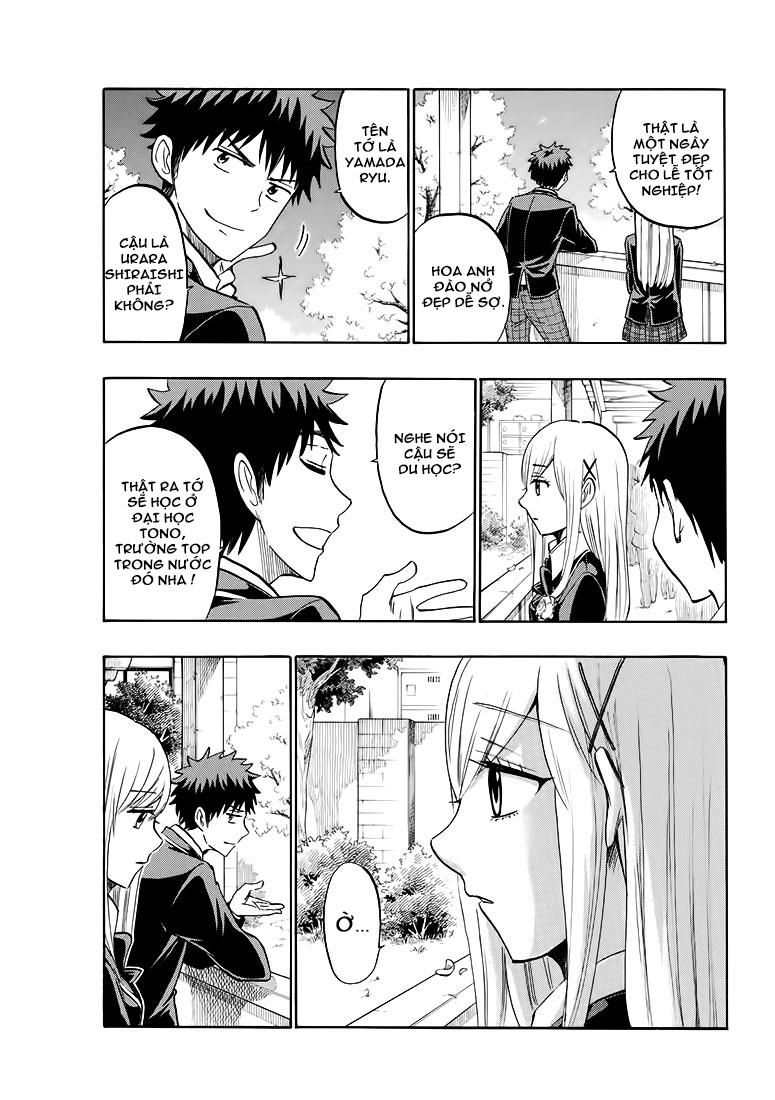 THẬT LÀ
MỘT NGÀY
TUYỆT ĐẸP
CHO LỄ TỐT
NGHIỆP!
HOA ANH
ĐÀO NỞ
ĐẸP DỄ SỢ.
TÊN
TỚ LÀ
YAMADA
RYU.
CẬU LÀ
URARA
SHIRAISHI
PHẢI
KHÔNG?
NGHE NÓI
CẬU SẼ
DU HỌC?
THẬT RA TỚ
SẼ HỌC Ở
ĐẠI HỌC
TONO,
TRƯỜNG TOP
TRONG NƯỚC
ĐÓ NHA !
Ờ...